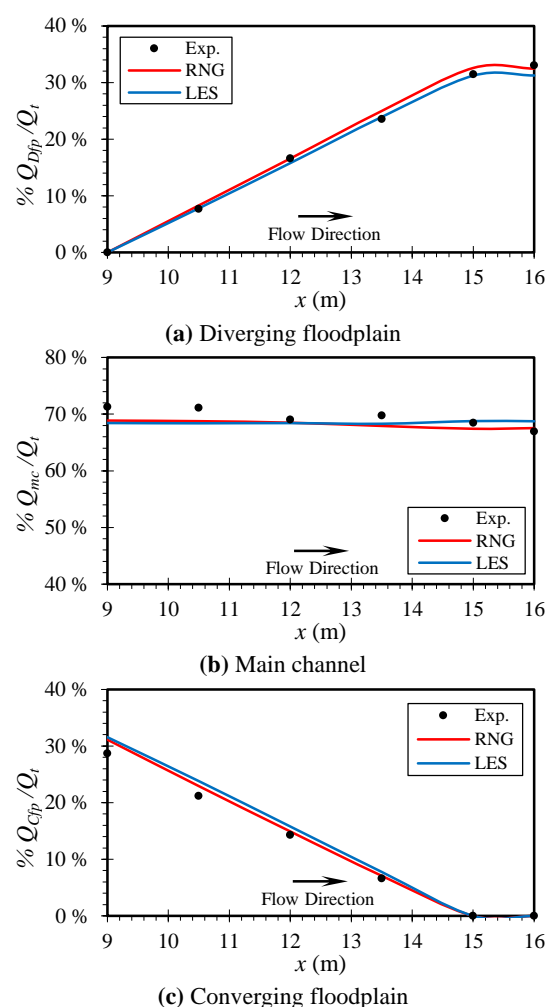 40 %
30 %
20 %
10 %
0 %
% Q_Dfp/Q_t
Exp.
RNG
LES
Flow Direction
9 10 11 12 13 14 15 16
x (m)
(a) Diverging floodplain
80 %
70 %
60 %
50 %
40 %
% Q_mc/Q_t
Exp.
RNG
LES
Flow Direction
9 10 11 12 13 14 15 16
x (m)
(b) Main channel
40 %
30 %
20 %
10 %
0 %
% Q_Cfp/Q_t
Exp.
RNG
LES
Flow Direction
9 10 11 12 13 14 15 16
x (m)
(c) Converging floodplain